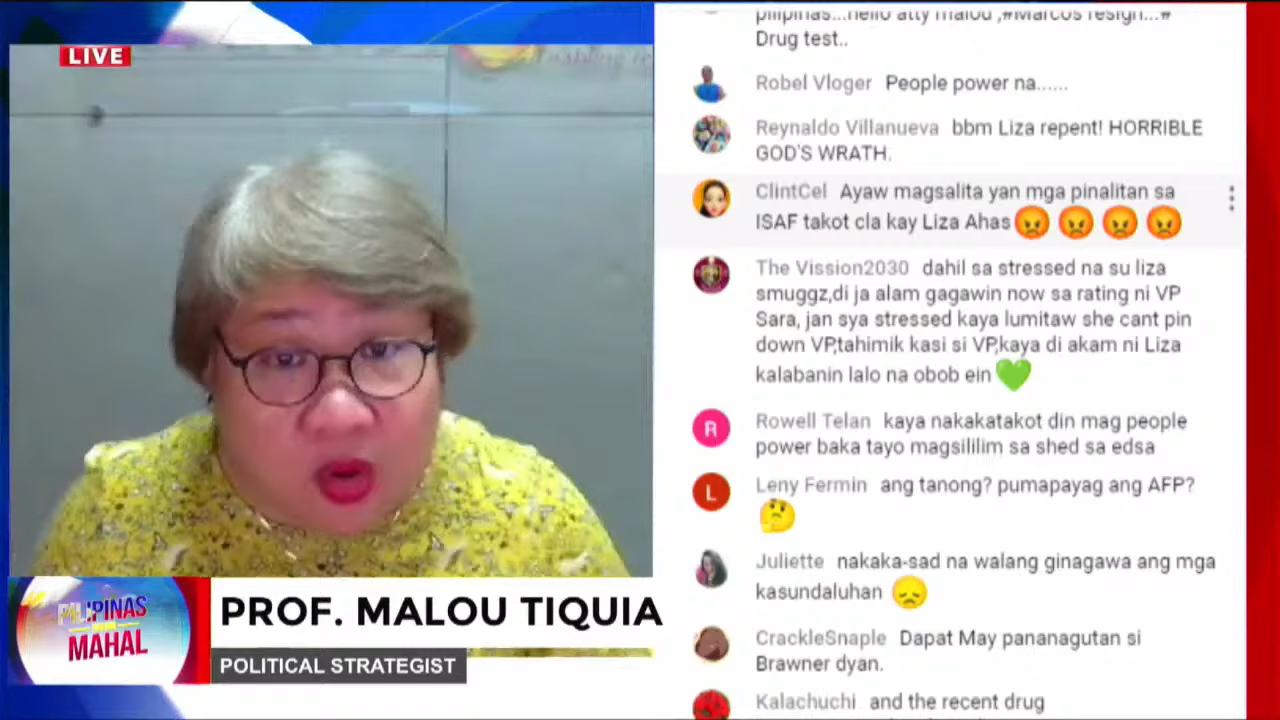 LIVE
PILIPINAS
MAHAL
PROF. MALOU TIQUIA
POLITICAL STRATEGIST
pilipinas...hello atty malou ,#Marcos resign...#
Drug test..
Robel Vloger People power na......
Reynaldo Villanueva bbm Liza repent! HORRIBLE
GOD'S WRATH.
ClintCel Ayaw magsalita yan mga pinalitan sa
ISAF takot cla kay Liza Ahas😡😡😡😡
The Vission2030 dahil sa stressed na su liza
smuggz,di ja alam gagawin now sa rating ni VP
Sara, jan sya stressed kaya lumitaw she cant pin
down VP,tahimik kasi si VP,kaya di akam ni Liza
kalabanin lalo na obob ein💚
R
Rowell Telan kaya nakakatakot din mag people
power baka tayo magsililim sa shed sa edsa
L
Leny Fermin ang tanong? pumapayag ang AFP?
🤔
Juliette nakaka-sad na walang ginagawa ang mga
kasundaluhan 😞
CrackleSnaple Dapat May pananagutan si
Brawner dyan.
Kalachuchi and the recent drug